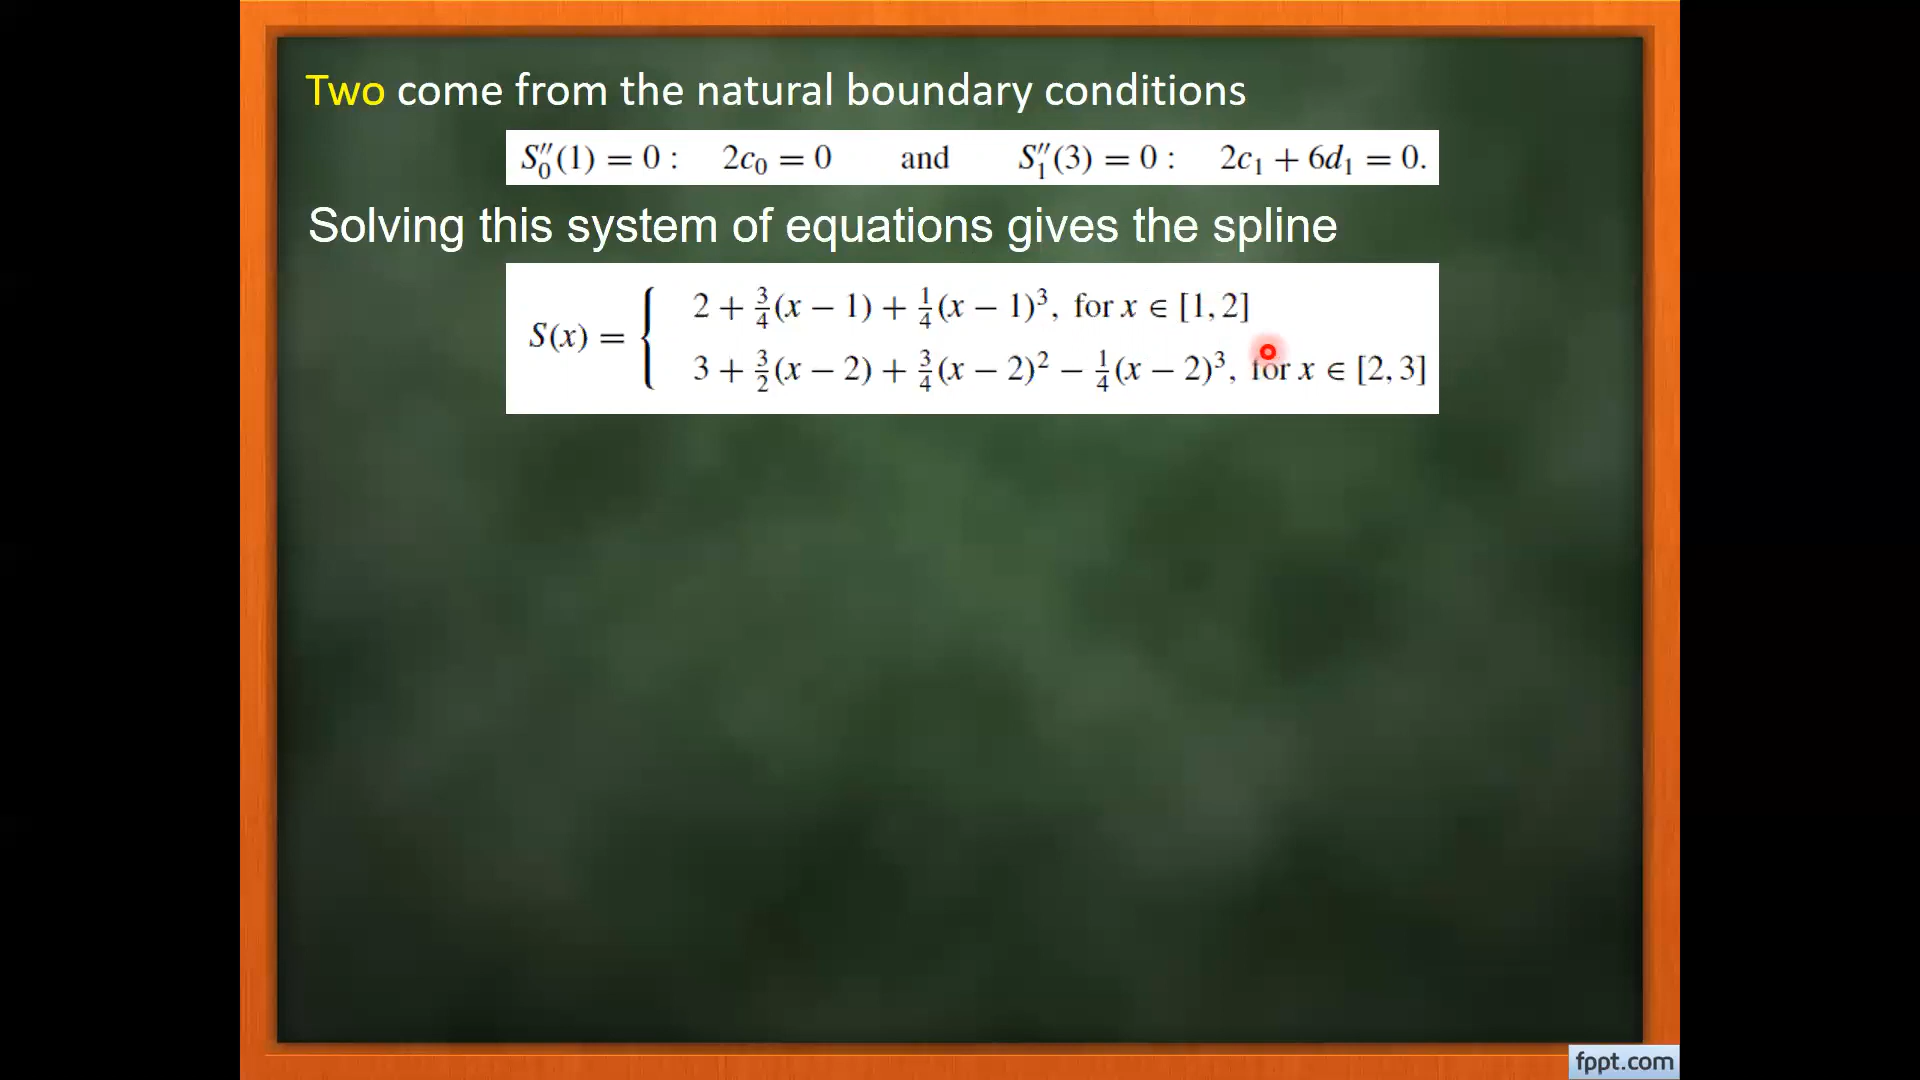 Two come from the natural boundary conditions
S₀″(1) = 0 : 2c₀ = 0 and S₁″(3) = 0 : 2c₁ + 6d₁ = 0.
Solving this system of equations gives the spline
S(x) = {
2 + 3/4(x − 1) + 1/4(x − 1)³, for x ∈ [1, 2]
3 + 3/2(x − 2) + 3/4(x − 2)² − 1/4(x − 2)³, for x ∈ [2, 3]
fppt.com